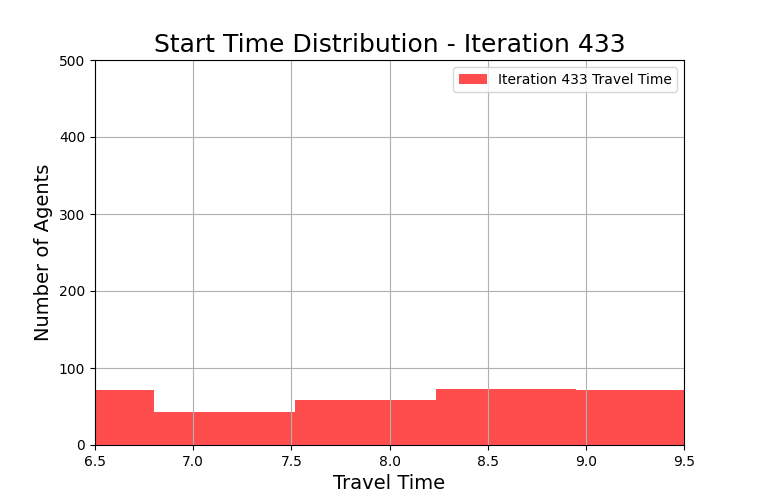 Start Time Distribution - Iteration 433
500
400
300
200
100
0
Number of Agents
Iteration 433 Travel Time
6.5 7.0 7.5 8.0 8.5 9.0 9.5
Travel Time